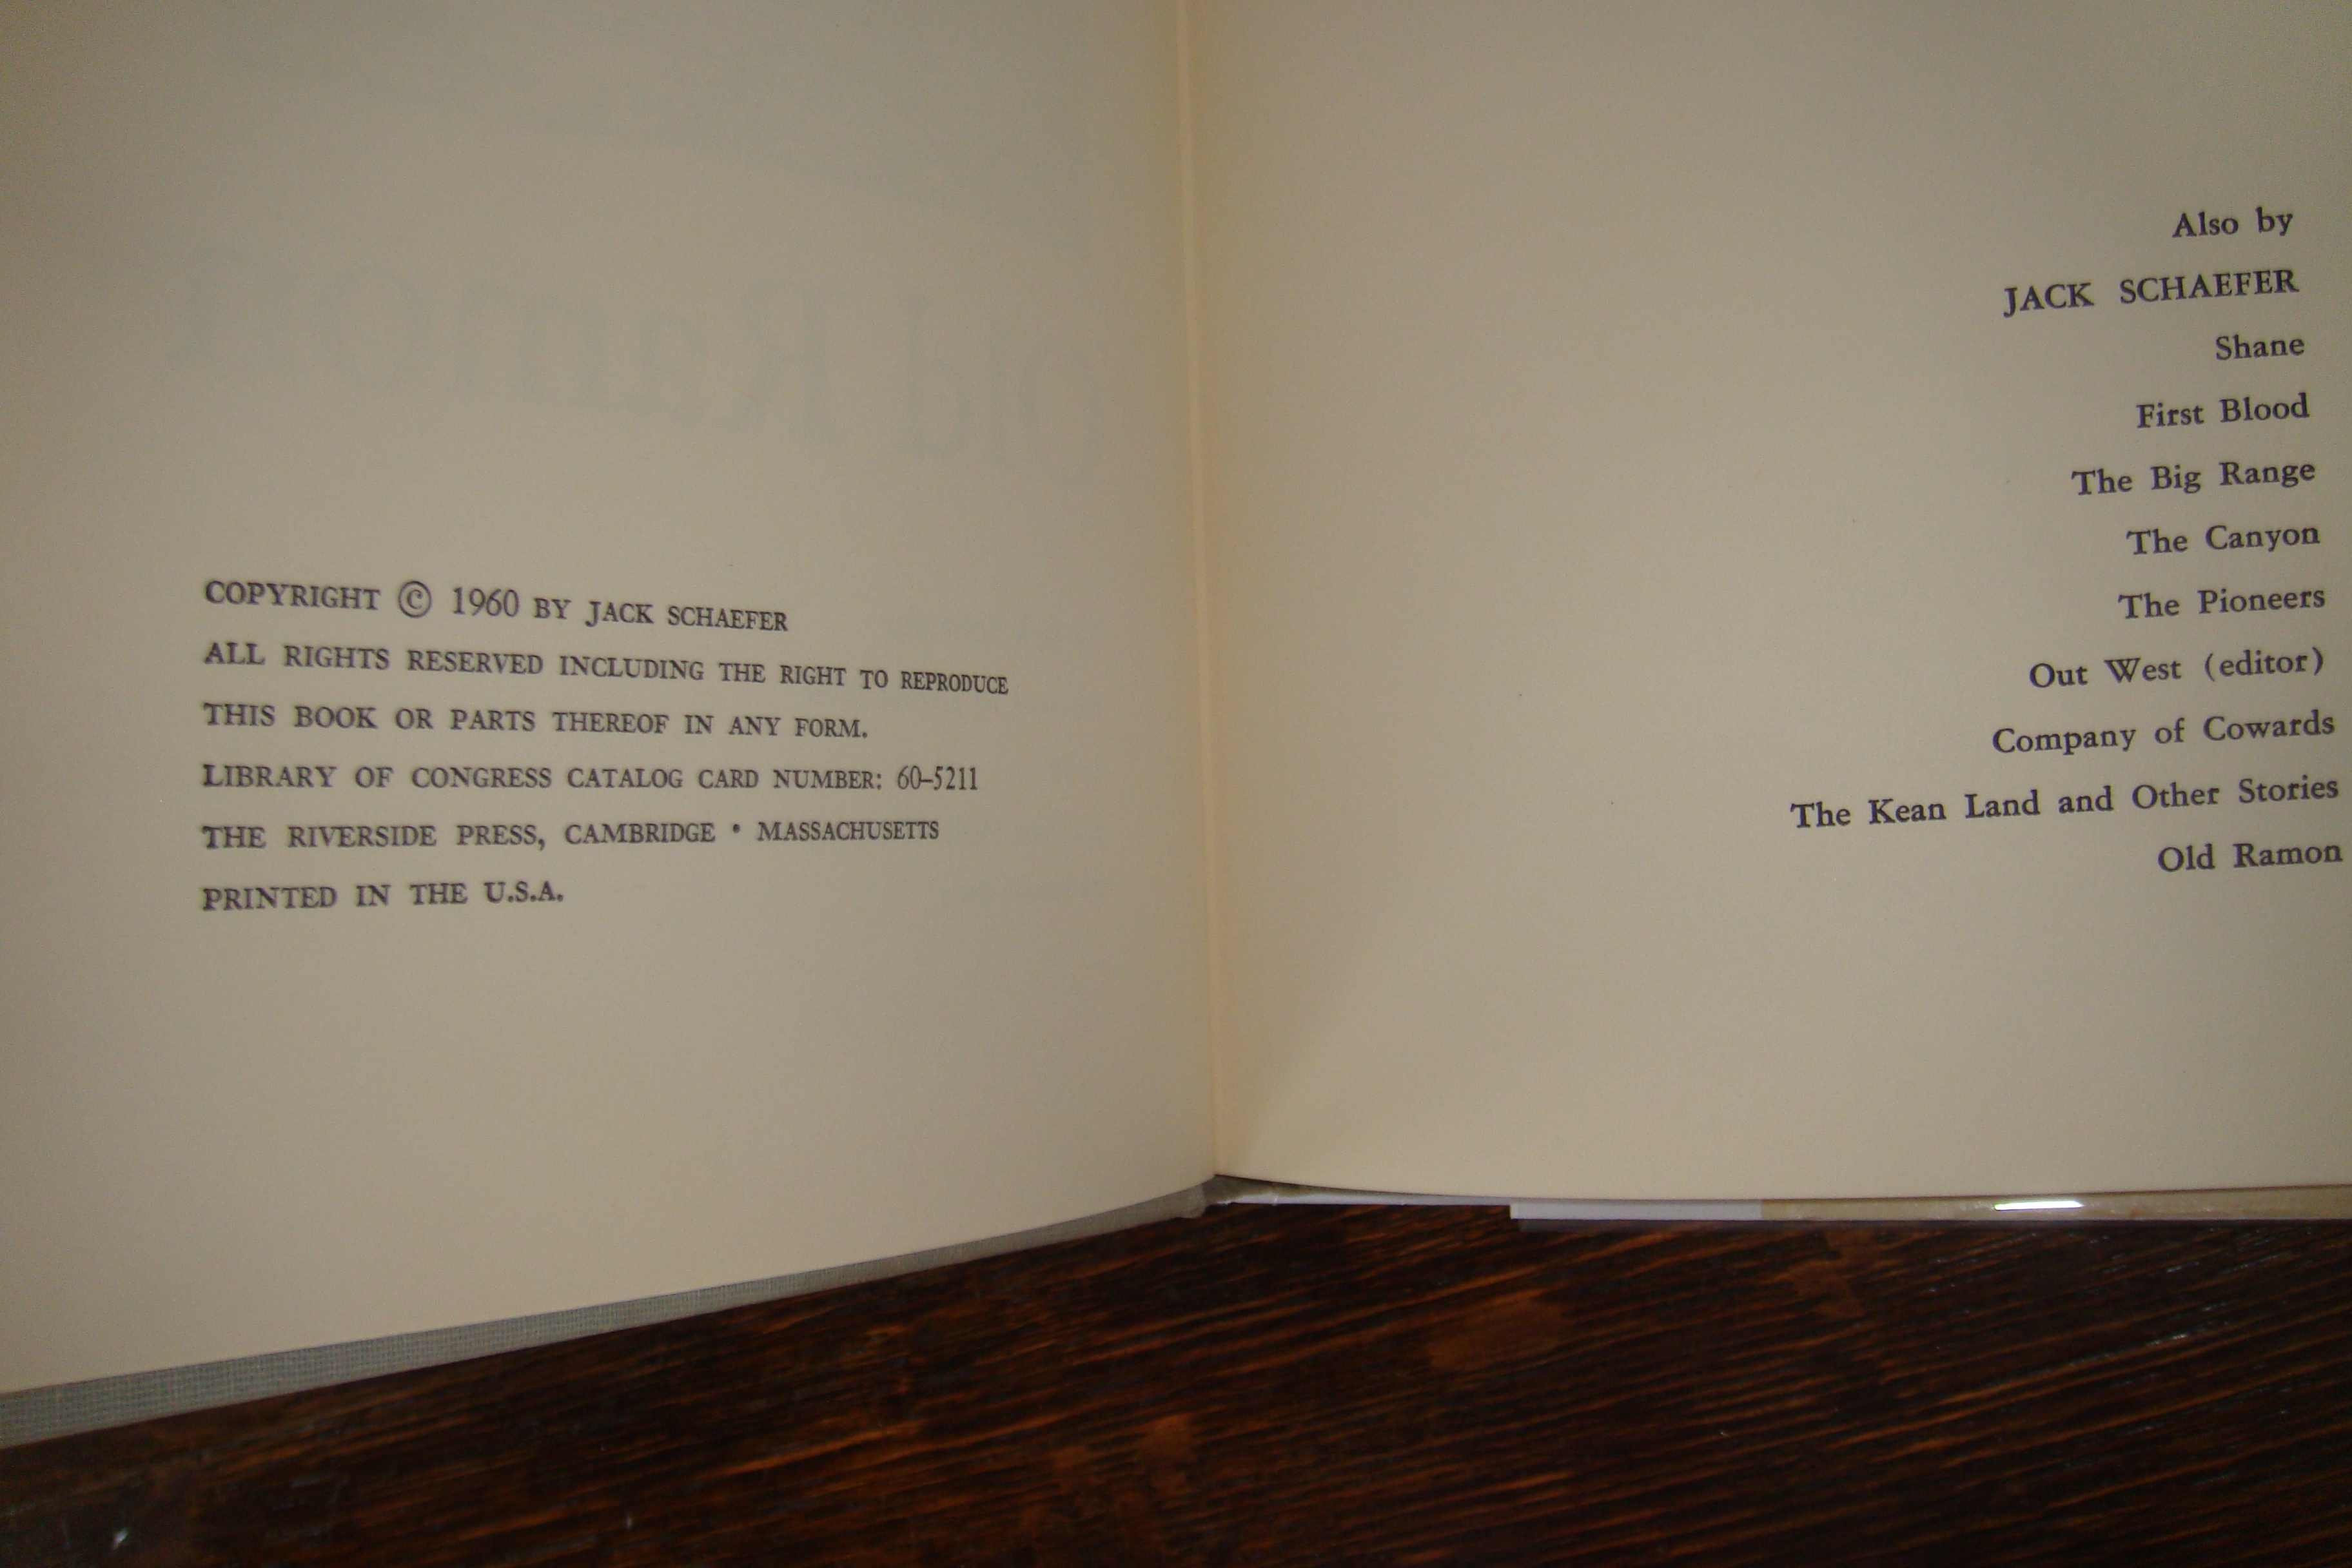 COPYRIGHT © 1960 BY JACK SCHAEFER
ALL RIGHTS RESERVED INCLUDING THE RIGHT TO REPRODUCE
THIS BOOK OR PARTS THEREOF IN ANY FORM.
LIBRARY OF CONGRESS CATALOG CARD NUMBER: 60–5211
THE RIVERSIDE PRESS, CAMBRIDGE • MASSACHUSETTS
PRINTED IN THE U.S.A.
Also by
JACK SCHAEFER
Shane
First Blood
The Big Range
The Canyon
The Pioneers
Out West (editor)
Company of Cowards
The Kean Land and Other Stories
Old Ramon